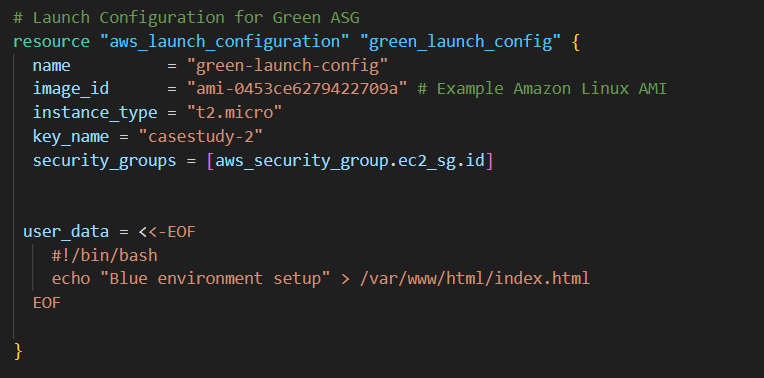 # Launch Configuration for Green ASG
resource "aws_launch_configuration" "green_launch_config" {
  name          = "green-launch-config"
  image_id      = "ami-0453ce6279422709a" # Example Amazon Linux AMI
  instance_type = "t2.micro"
  key_name = "casestudy-2"
  security_groups = [aws_security_group.ec2_sg.id]
 user_data = <<-EOF
    #!/bin/bash
    echo "Blue environment setup" > /var/www/html/index.html
  EOF
}